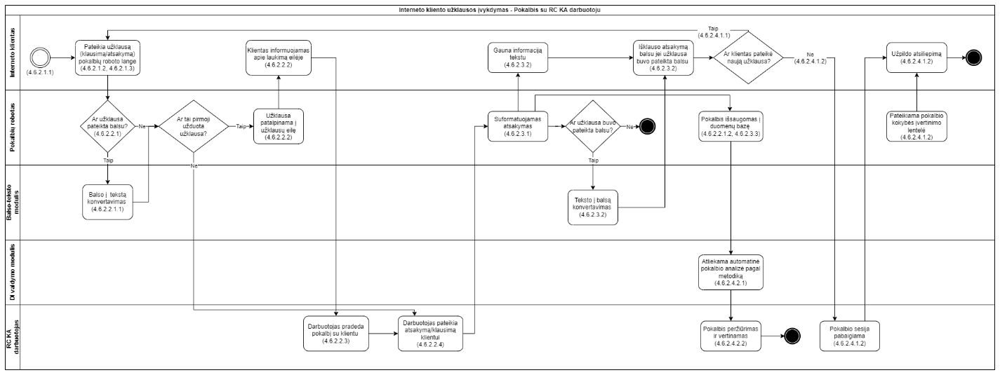 Interneto kliento užklausos įvykdymas - Pokalbis su RC KA darbuotoju
Interneto klientas
(4.6.2.1.1)
Pateikia užklausą
(klausimą/atsakymą)
pokalbių roboto lange
(4.6.2.1.2, 4.6.2.1.3)
Klientas informuojamas
apie laukimą eilėje
(4.6.2.2.2)
Gauna informaciją
tekstu
(4.6.2.3.2)
Išklauso atsakymą
balsu jei užklausa
buvo pateikta balsu
(4.6.2.3.2)
Taip
(4.6.2.4.1.1)
Ar klientas pateikė
naują užklausa?
Ne
(4.6.2.4.1.2)
Užpildo atsiliepimą
(4.6.2.4.1.2)
Pokalbių robotas
Ar užklausa
pateikta balsu?
(4.6.2.2.1)
Ne
Taip
Ar tai pirmoji
užduota
užklausa?
Taip
Ne
Užklausa
patalpinama į
užklausų eilę
(4.6.2.2.2)
Suformatuojamas
atsakymas
(4.6.2.3.1)
Ar užklausa buvo
pateikta balsu?
Ne
Taip
Pokalbis išsaugomas į
duomenų bazę
(4.6.2.2.1.2, 4.6.2.3.3)
Pateikiama pokalbio
kokybės įvertinimo
lentelė
(4.6.2.4.1.2)
Balso-teksto
modulis
Balso į tekstą
konvertavimas
(4.6.2.2.1.1)
Teksto į balsą
konvertavimas
(4.6.2.3.2)
DI valdymo modulis
Atliekama automatinė
pokalbio analizė pagal
metodiką
(4.6.2.4.2.1)
RC KA
darbuotojas
Darbuotojas pradeda
pokalbį su klientu
(4.6.2.2.3)
Darbuotojas pateikia
atsakymą/klausimą
klientui
(4.6.2.2.4)
Pokalbis peržiūrimas
ir vertinamas
(4.6.2.4.2.2)
Pokalbio sesija
pabaigiama
(4.6.2.4.1.2)